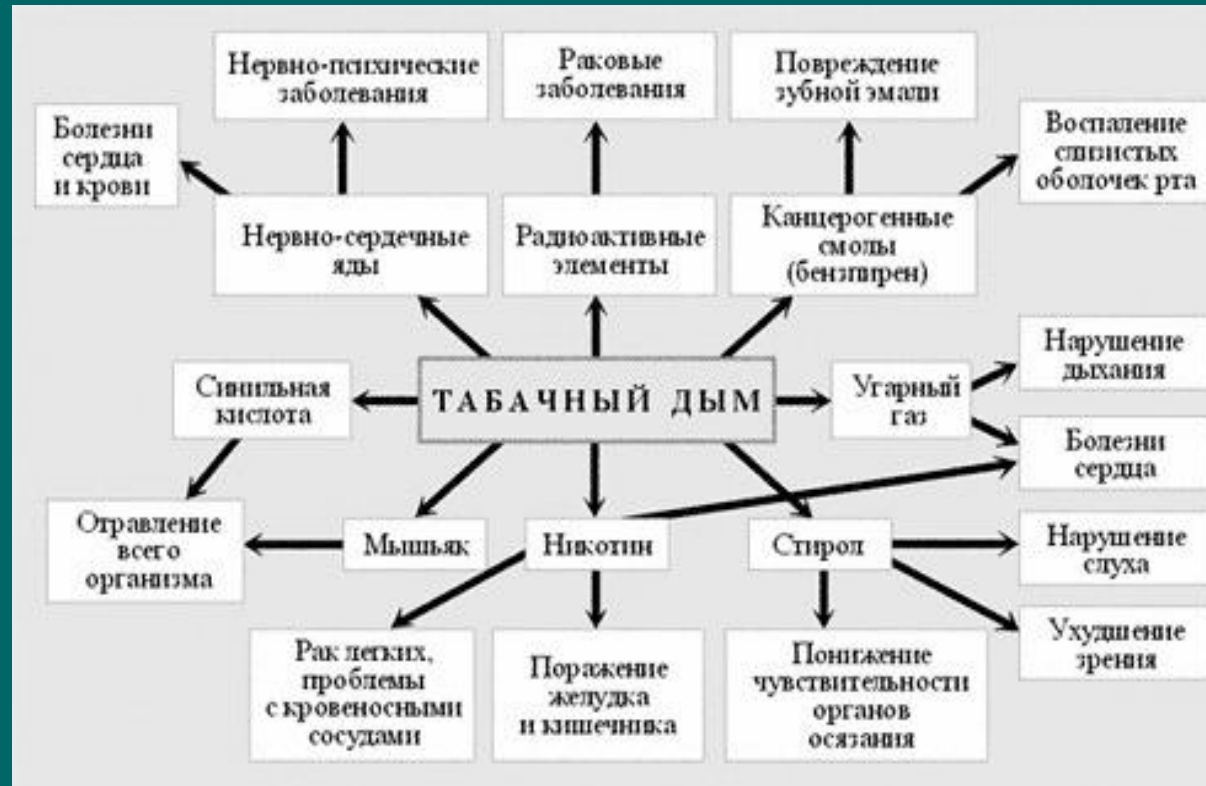 Нервно-психические
заболевания
Раковые
заболевания
Повреждение
зубной эмали
Болезни
сердца
и крови
Воспаление
слизистых
оболочек рта
Нервно-сердечные
яды
Радиоактивные
элементы
Канцерогенные
смолы
(бензпирен)
Синильная
кислота
ТАБАЧНЫЙ ДЫМ
Угарный
газ
Нарушение
дыхания
Болезни
сердца
Отравление
всего
организма
Мышьяк
Никотин
Стирол
Нарушение
слуха
Рак легких,
проблемы
с кровеносными
сосудами
Поражение
желудка
и кишечника
Понижение
чувствительности
органов
осязания
Ухудшение
зрения